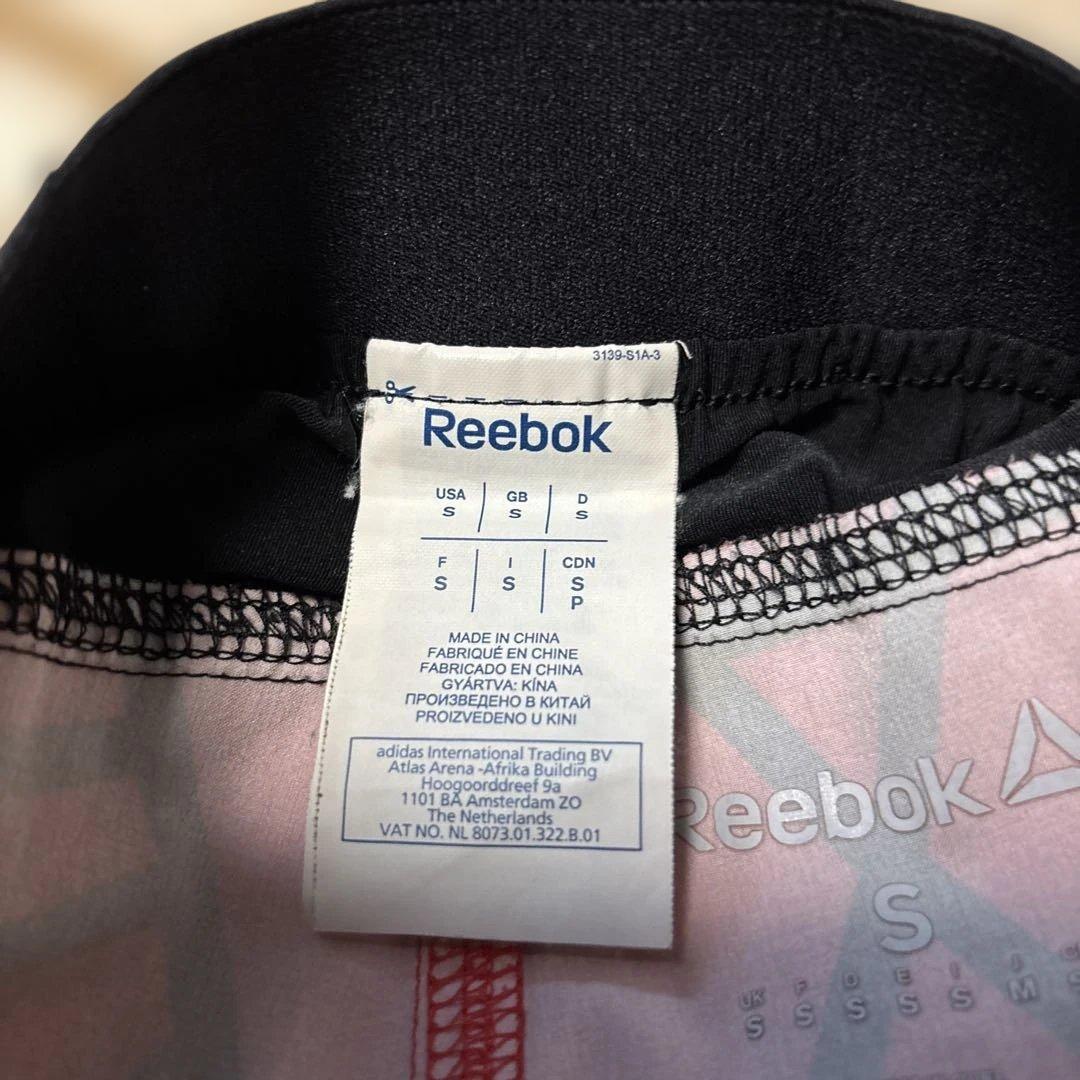 3139-S1A-3
Reebok
USA GB D
S S S
F I CDN
S S S
P
MADE IN CHINA
FABRIQUÉ EN CHINE
FABRICADO EN CHINA
GYÁRTVA: KÍNA
ПРОИЗВЕДЕНО В КИТАЙ
PROIZVEDENO U KINI
adidas International Trading BV
Atlas Arena -Afrika Building
Hoogoorddreef 9a
1101 BA Amsterdam ZO
The Netherlands
VAT NO. NL 8073.01.322.B.01
Reebok
S
UK F D E I J
S S S S S M S